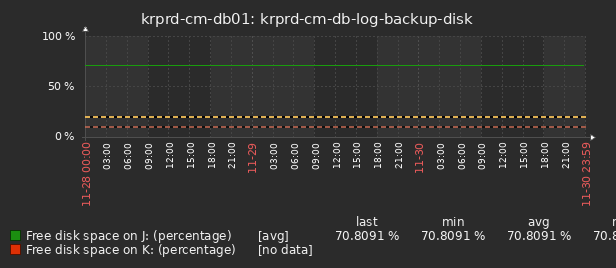 krprd-cm-db01: krprd-cm-db-log-backup-disk
100 %
50 %
0 %
11-28 00:00 03:00 06:00 09:00 12:00 15:00 18:00 21:00 11-29 03:00 06:00 09:00 12:00 15:00 18:00 21:00 11-30 03:00 06:00 09:00 12:00 15:00 18:00 21:00 11-30 23:59
last min avg
Free disk space on J: (percentage) [avg] 70.8091 % 70.8091 % 70.8091 % 70.8
Free disk space on K: (percentage) [no data]